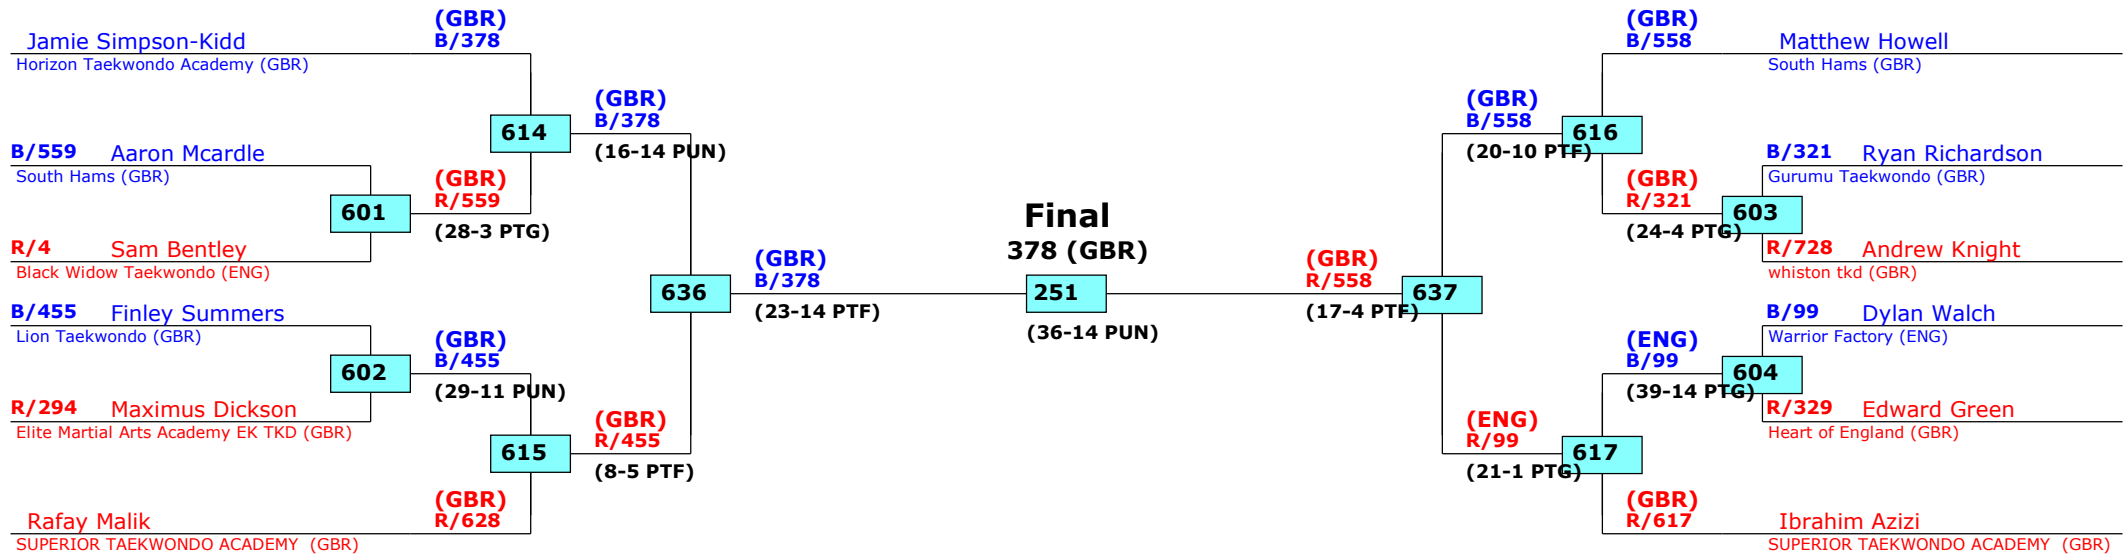 (GBR)
Jamie Simpson-Kidd B/378
Horizon Taekwondo Academy (GBR)
614
(GBR)
B/378
(16-14 PUN)
B/559 Aaron Mcardle
South Hams (GBR)
601
(GBR)
R/559
(28-3 PTG)
R/4 Sam Bentley
Black Widow Taekwondo (ENG)
636
(GBR)
B/378
(23-14 PTF)
B/455 Finley Summers
Lion Taekwondo (GBR)
602
(GBR)
B/455
(29-11 PUN)
R/294 Maximus Dickson
Elite Martial Arts Academy EK TKD (GBR)
615
(GBR)
R/455
(8-5 PTF)
(GBR)
Rafay Malik R/628
SUPERIOR TAEKWONDO ACADEMY (GBR)
Final
378 (GBR)
251
(36-14 PUN)
(GBR)
B/558 Matthew Howell
South Hams (GBR)
(GBR)
B/558
616
(20-10 PTF)
B/321 Ryan Richardson
Gurumu Taekwondo (GBR)
(GBR)
R/321
603
(24-4 PTG)
R/728 Andrew Knight
whiston tkd (GBR)
(GBR)
R/558
637
(17-4 PTF)
B/99 Dylan Walch
Warrior Factory (ENG)
(ENG)
B/99
604
(39-14 PTG)
R/329 Edward Green
Heart of England (GBR)
(ENG)
R/99
617
(21-1 PTG)
(GBR)
R/617 Ibrahim Azizi
SUPERIOR TAEKWONDO ACADEMY (GBR)